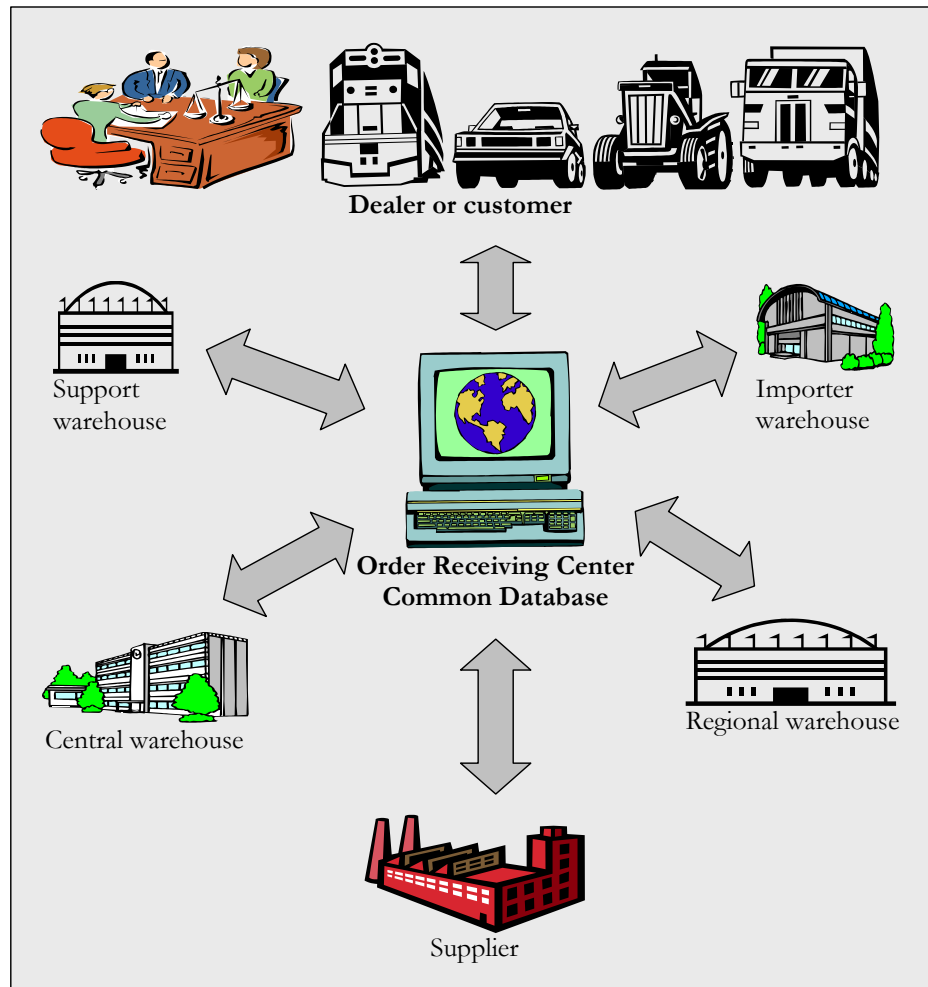 Dealer or customer
Support
warehouse
Importer
warehouse
Order Receiving Center
Common Database
Central warehouse
Regional warehouse
Supplier